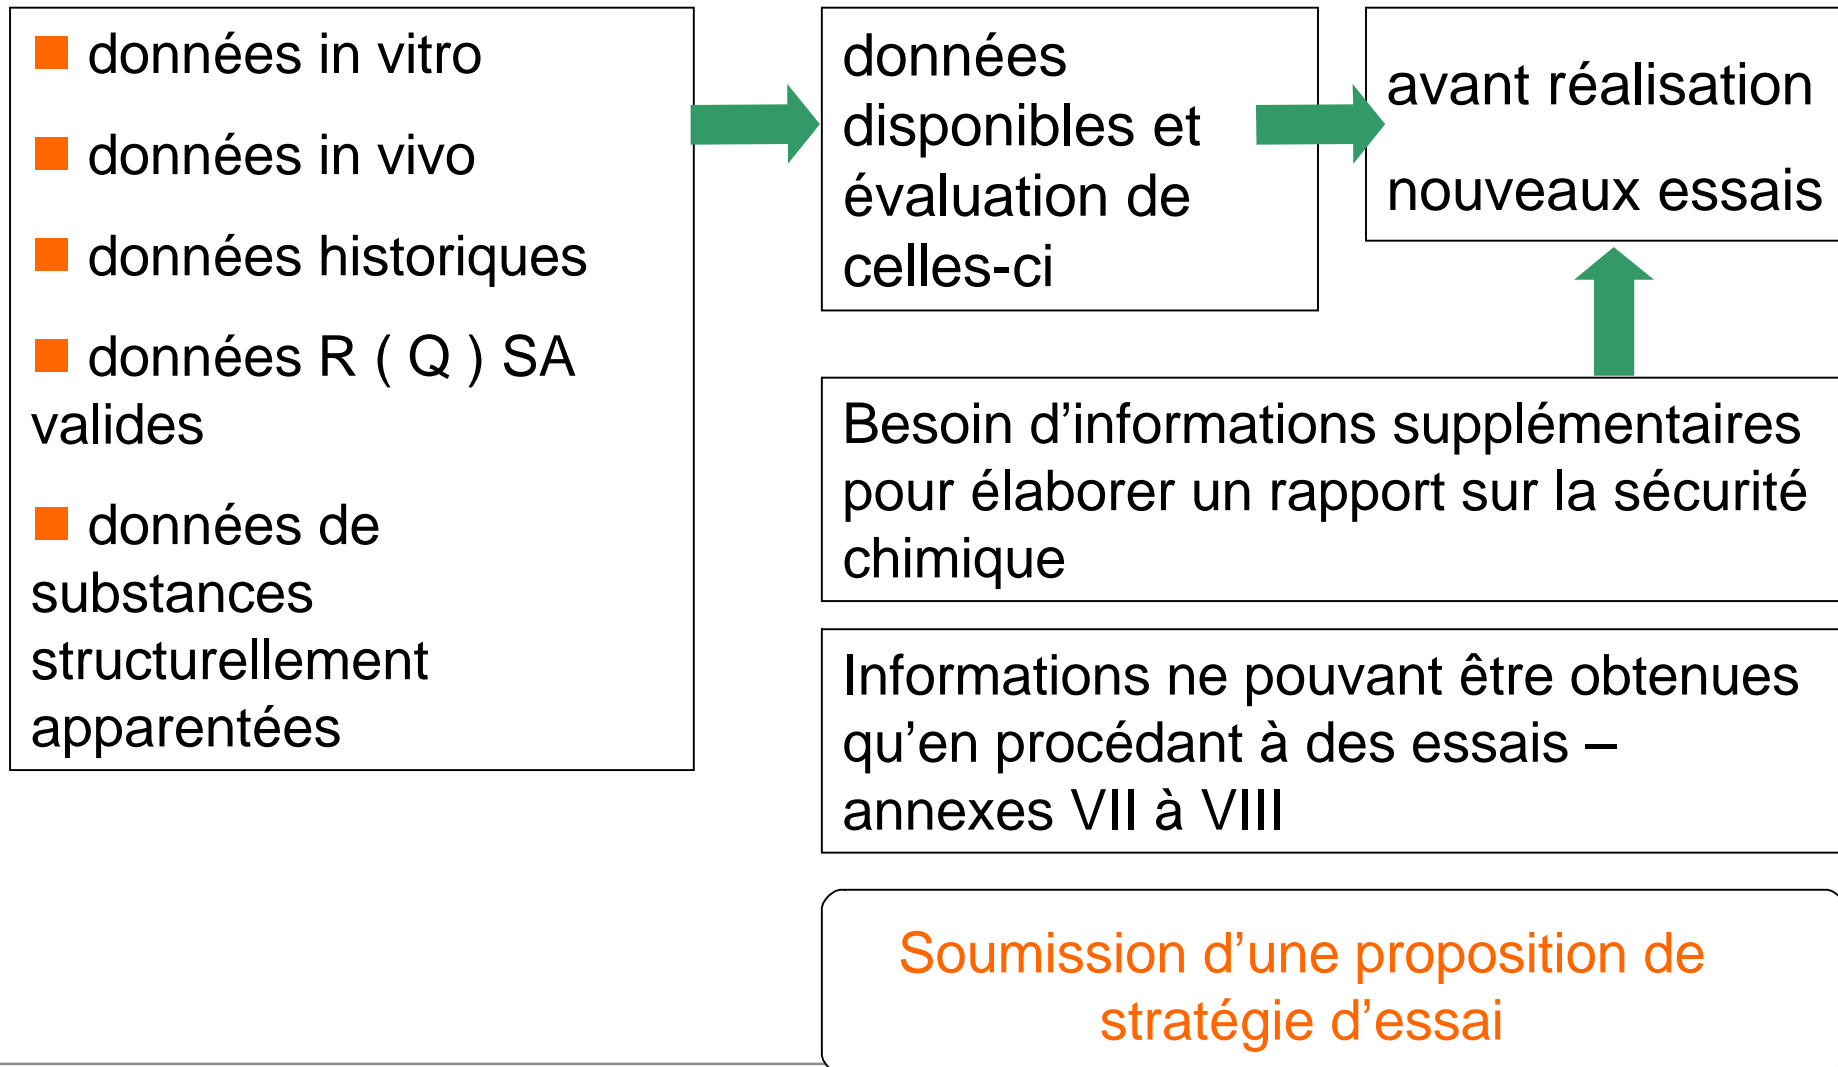 données in vitro
données in vivo
données historiques
données R ( Q ) SA
valides
données de
substances
structurellement
apparentées
données
disponibles et
évaluation de
celles-ci
avant réalisation
nouveaux essais
Besoin d’informations supplémentaires
pour élaborer un rapport sur la sécurité
chimique
Informations ne pouvant être obtenues
qu’en procédant à des essais –
annexes VII à VIII
Soumission d’une proposition de
stratégie d’essai